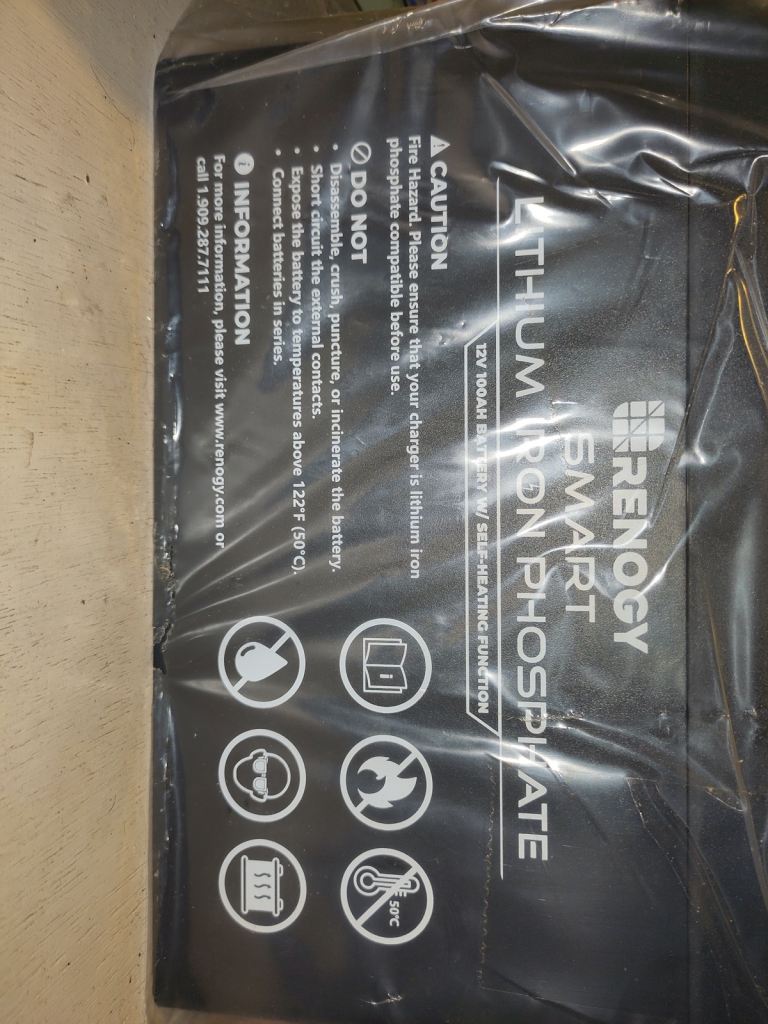 RENOGY
SMART
LITHIUM IRON PHOSPHATE
12V 100AH BATTERY W/ SELF-HEATING FUNCTION
CAUTION
Fire Hazard. Please ensure that your charger is lithium iron
phosphate compatible before use.
DO NOT
• Disassemble, crush, puncture, or incinerate the battery.
• Short circuit the external contacts.
• Expose the battery to temperatures above 122°F (50°C).
• Connect batteries in series.
INFORMATION
For more information, please visit www.renogy.com or
call 1.909.287.7111
50°C